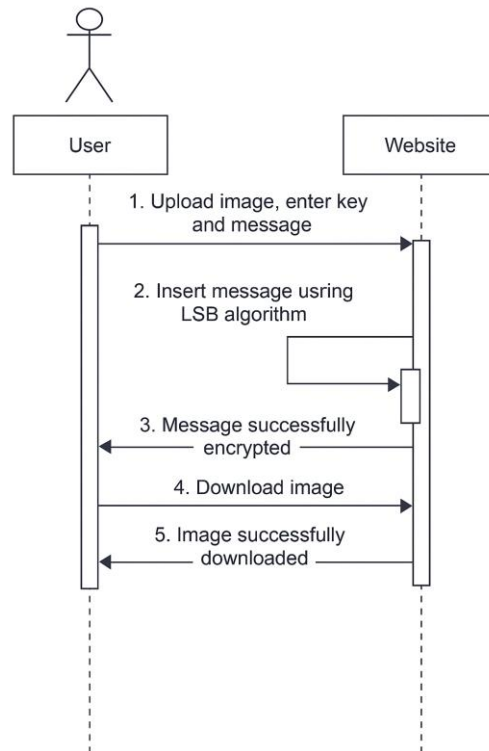 User
Website
1. Upload image, enter key
and message
2. Insert message usring
LSB algorithm
3. Message successfully
encrypted
4. Download image
5. Image successfully
downloaded